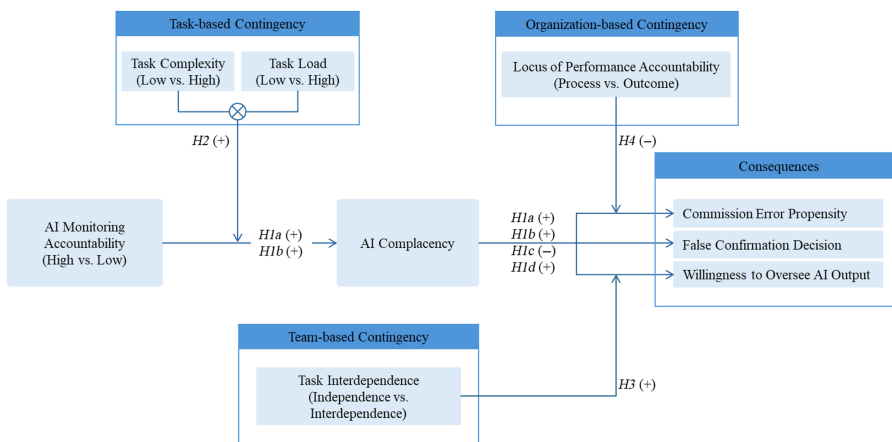 Task-based Contingency
Task Complexity
(Low vs. High)
Task Load
(Low vs. High)
H2 (+)
Organization-based Contingency
Locus of Performance Accountability
(Process vs. Outcome)
H4 (−)
AI Monitoring
Accountability
(High vs. Low)
H1a (+)
H1b (+)
AI Complacency
H1a (+)
H1b (+)
H1c (−)
H1d (+)
Consequences
Commission Error Propensity
False Confirmation Decision
Willingness to Oversee AI Output
Team-based Contingency
Task Interdependence
(Independence vs.
Interdependence)
H3 (+)